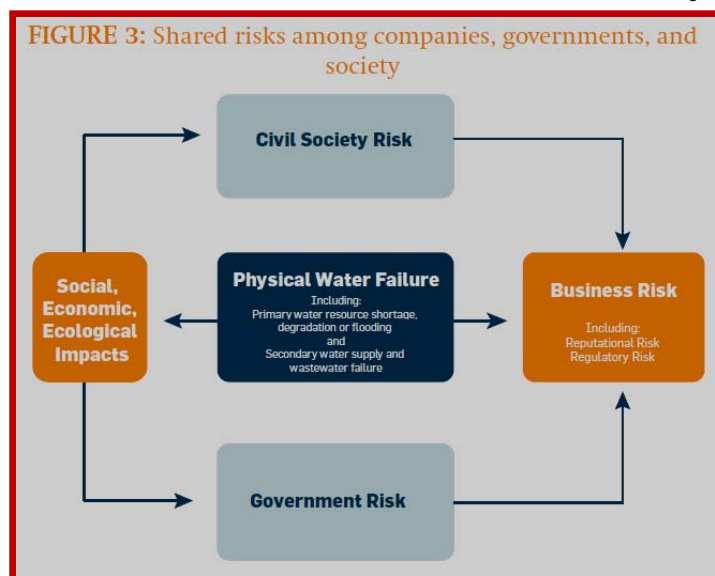 FIGURE 3: Shared risks among companies, governments, and
society
Civil Society Risk
Social,
Economic,
Ecological
Impacts
Physical Water Failure
Including:
Primary water resource shortage,
degradation or flooding
and
Secondary water supply and
wastewater failure
Business Risk
Including:
Reputational Risk
Regulatory Risk
Government Risk